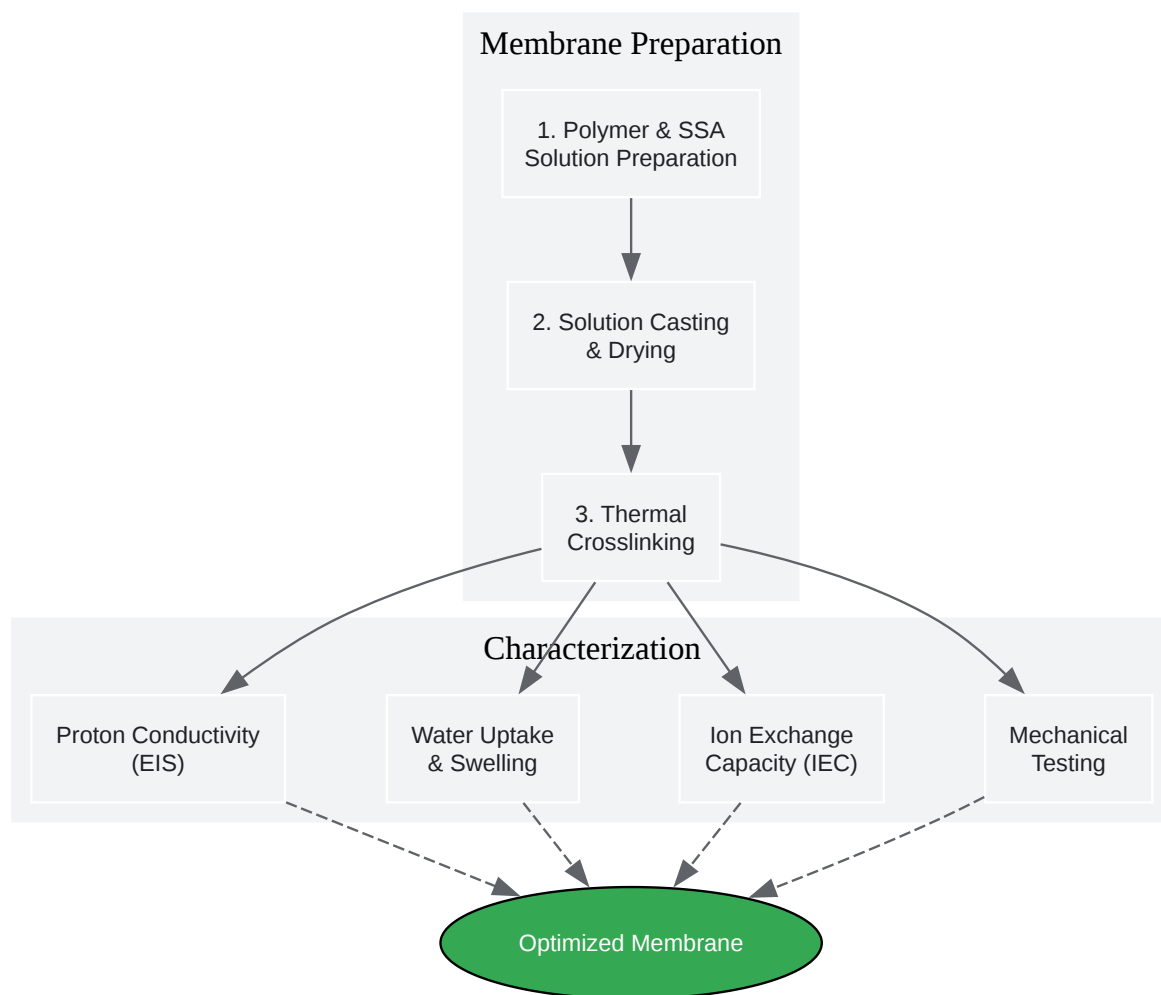 Membrane Preparation
1. Polymer & SSA
Solution Preparation
2. Solution Casting
& Drying
3. Thermal
Crosslinking
Characterization
Proton Conductivity
(EIS)
Water Uptake
& Swelling
Ion Exchange
Capacity (IEC)
Mechanical
Testing
Optimized Membrane